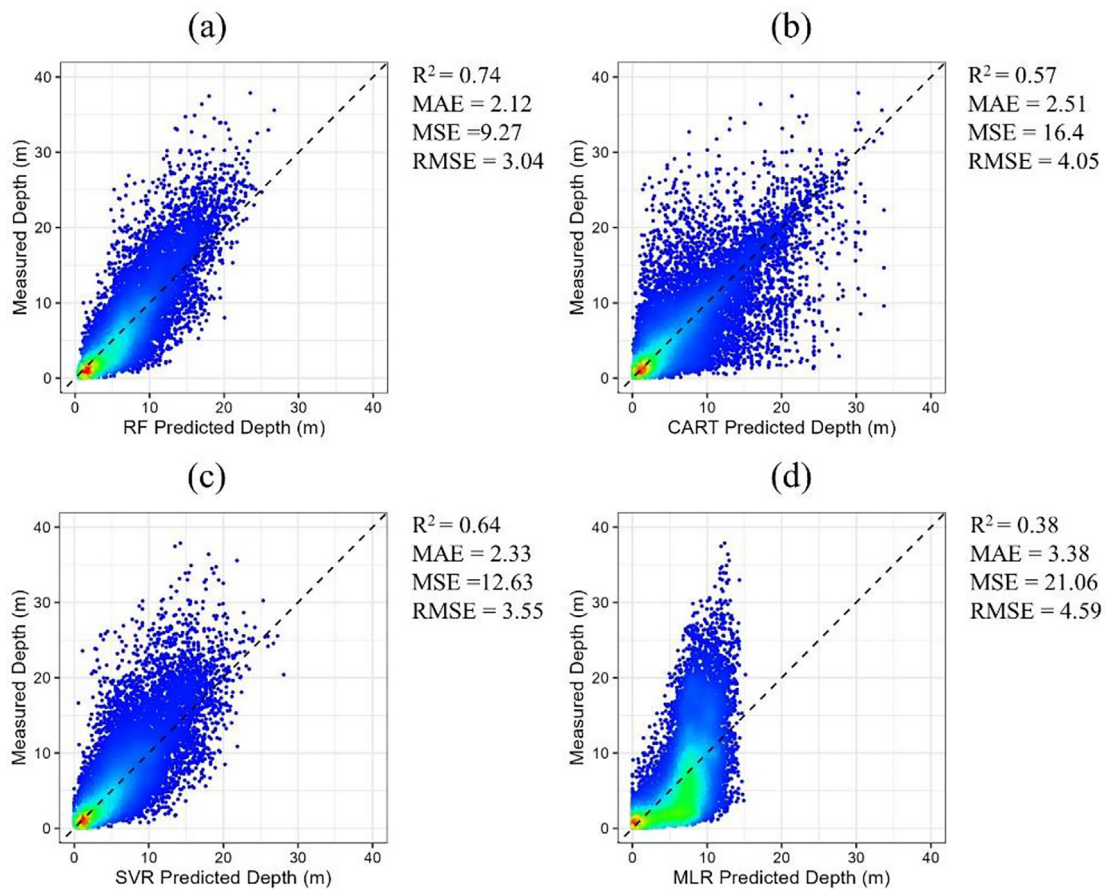 (a)
R² = 0.74
MAE = 2.12
MSE =9.27
RMSE = 3.04
Measured Depth (m)
40
30
20
10
0
0 10 20 30 40
RF Predicted Depth (m)
(b)
R² = 0.57
MAE = 2.51
MSE = 16.4
RMSE = 4.05
Measured Depth (m)
40
30
20
10
0
0 10 20 30 40
CART Predicted Depth (m)
(c)
R² = 0.64
MAE = 2.33
MSE =12.63
RMSE = 3.55
Measured Depth (m)
40
30
20
10
0
0 10 20 30 40
SVR Predicted Depth (m)
(d)
R² = 0.38
MAE = 3.38
MSE = 21.06
RMSE = 4.59
Measured Depth (m)
40
30
20
10
0
0 10 20 30 40
MLR Predicted Depth (m)